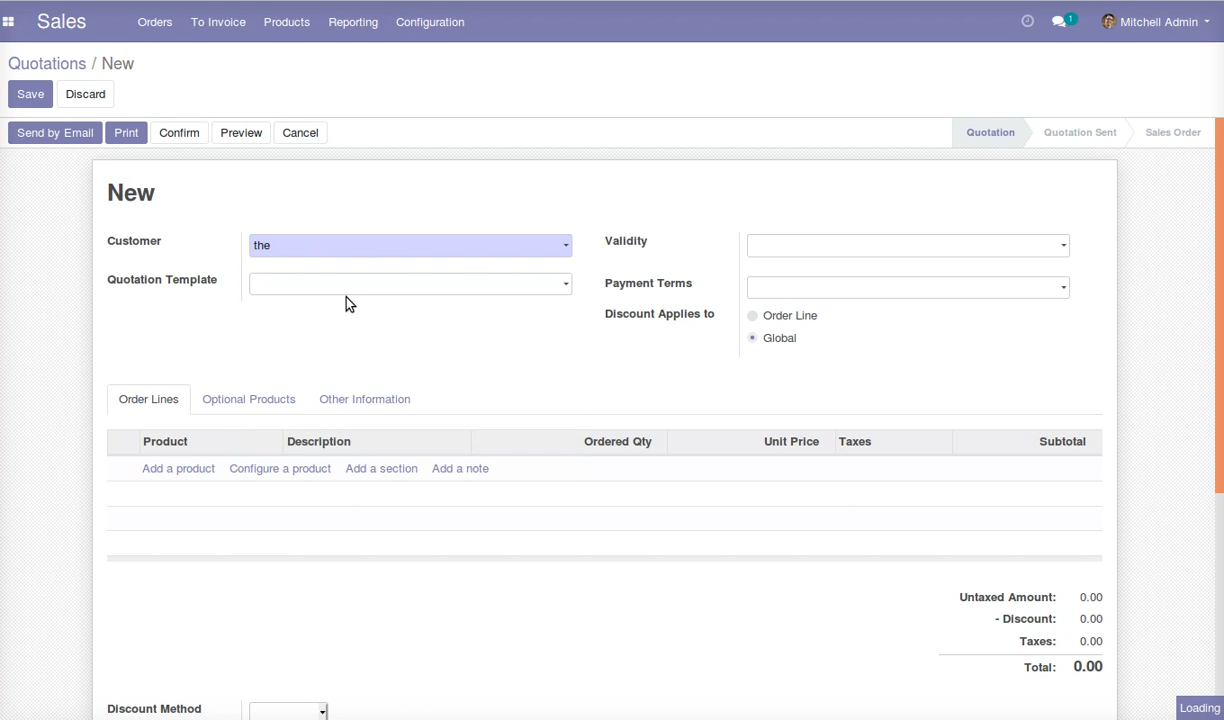 Sales Orders To Invoice Products Reporting Configuration 1 Mitchell Admin
Quotations / New
Save Discard
Send by Email Print Confirm Preview Cancel Quotation Quotation Sent Sales Order
New
Customer the Validity
Quotation Template Payment Terms
Discount Applies to Order Line
Global
Order Lines Optional Products Other Information
Product Description Ordered Qty Unit Price Taxes Subtotal
Add a product Configure a product Add a section Add a note
Untaxed Amount: 0.00
- Discount: 0.00
Taxes: 0.00
Total: 0.00
Discount Method
Loading